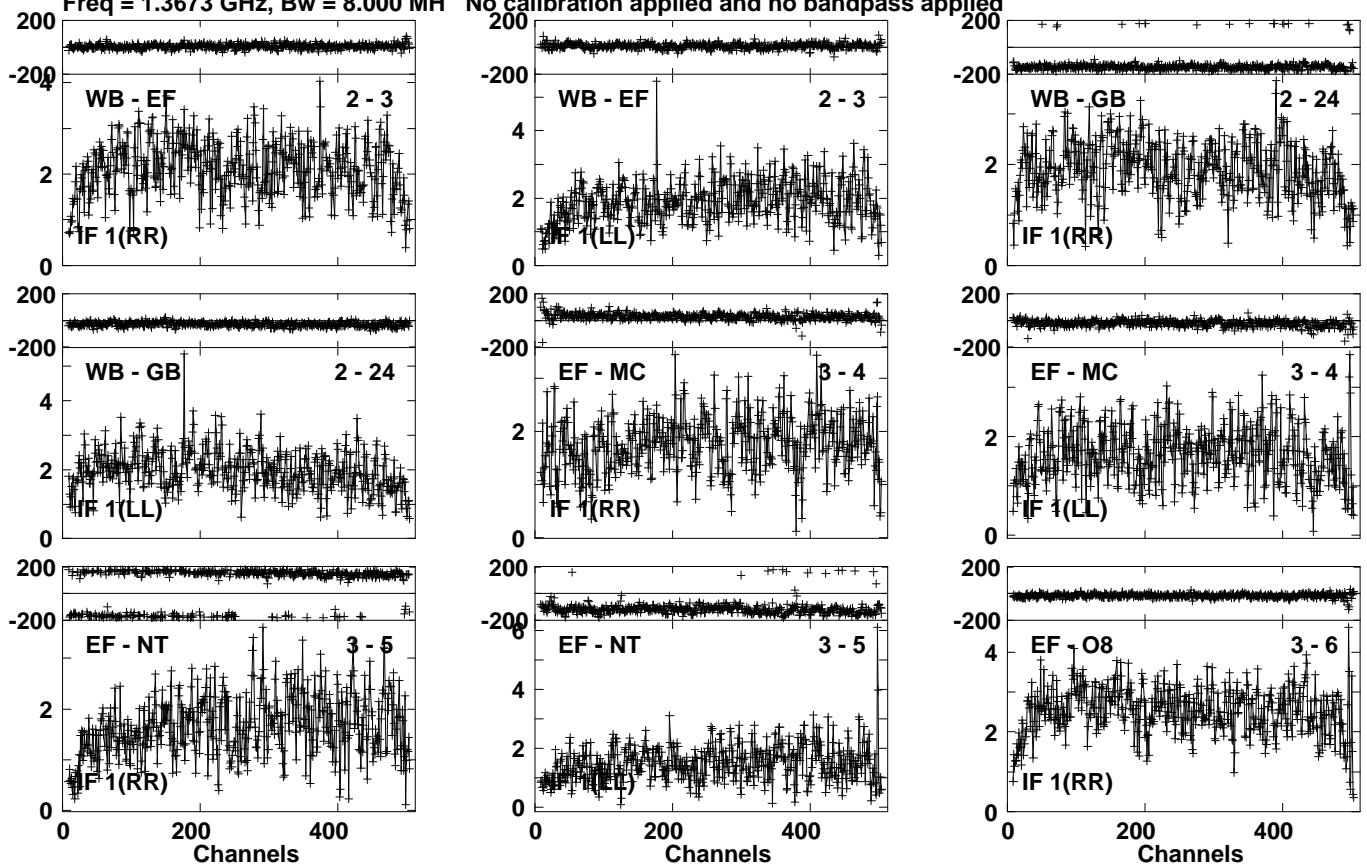 Freq = 1.3673 GHz, Bw = 8.000 MH No calibration applied and no bandpass applied
200
-200
4
2
0
WB - EF 2 - 3
IF 1(RR)
4
2
0
WB - EF 2 - 3
IF 1(LL)
200
-200
2
0
WB - GB 2 - 24
IF 1(RR)
200
-200
4
2
0
WB - GB 2 - 24
IF 1(LL)
200
-200
2
0
EF - MC 3 - 4
IF 1(RR)
200
-200
2
0
EF - MC 3 - 4
IF 1(LL)
200
-200
2
0
EF - NT 3 - 5
IF 1(RR)
0 200 400
Channels
200
-200
6
4
2
0
EF - NT 3 - 5
IF 1(LL)
0 200 400
Channels
200
-200
4
2
0
EF - O8 3 - 6
IF 1(RR)
0 200 400
Channels